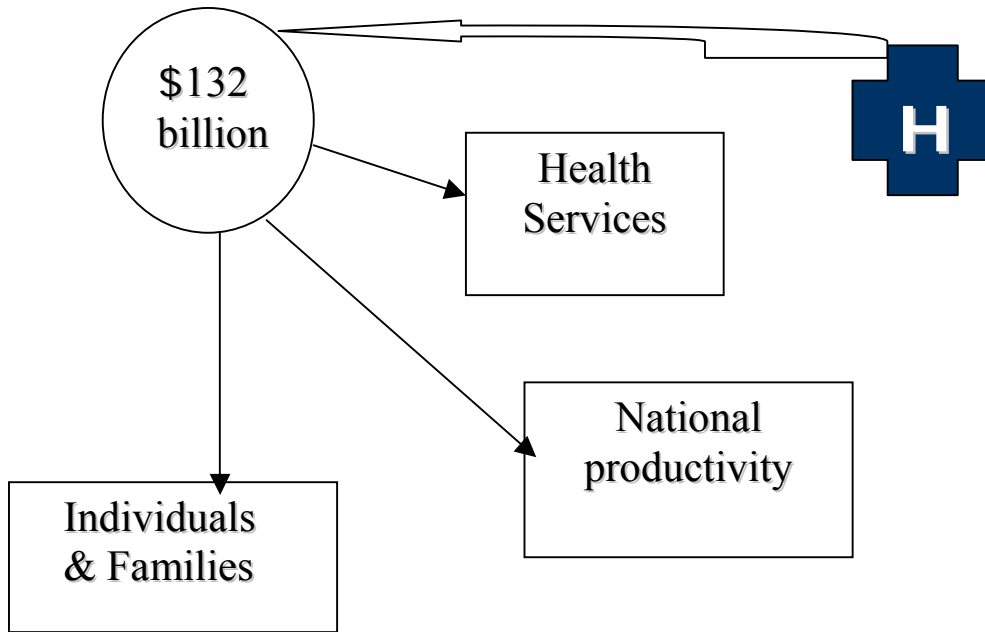 $132
billion
H
Health
Services
National
productivity
Individuals
& Families